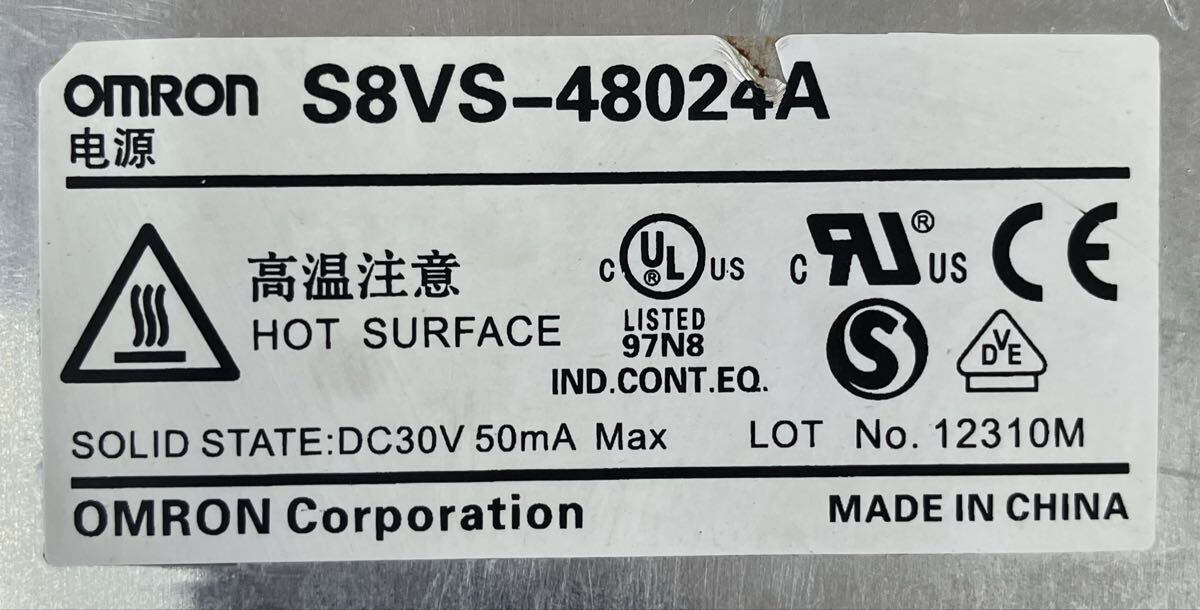 OMRON S8VS-48024A
电源
高温注意
HOT SURFACE
C UL® US
LISTED
97N8
IND.CONT.EQ.
C RU® US CE
S
DVE
SOLID STATE:DC30V 50mA Max LOT No. 12310M
OMRON Corporation MADE IN CHINA